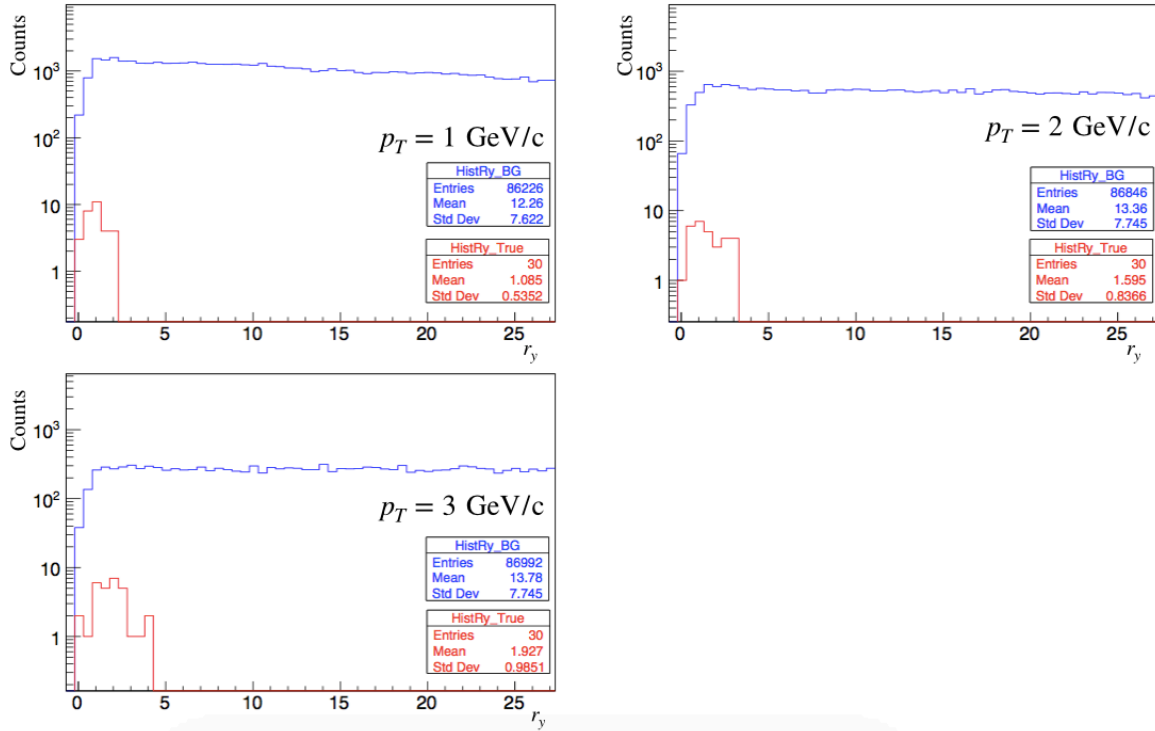 Counts
10³
10²
10
1
p_T = 1 GeV/c
HistRy_BG
Entries 86226
Mean 12.26
Std Dev 7.622
HistRy_True
Entries 30
Mean 1.085
Std Dev 0.5352
0 5 10 15 20 25
r_y
Counts
10³
10²
10
1
p_T = 2 GeV/c
HistRy_BG
Entries 86846
Mean 13.36
Std Dev 7.745
HistRy_True
Entries 30
Mean 1.595
Std Dev 0.8366
0 5 10 15 20 25
r_y
Counts
10³
10²
10
1
p_T = 3 GeV/c
HistRy_BG
Entries 86992
Mean 13.78
Std Dev 7.745
HistRy_True
Entries 30
Mean 1.927
Std Dev 0.9851
0 5 10 15 20 25
r_y